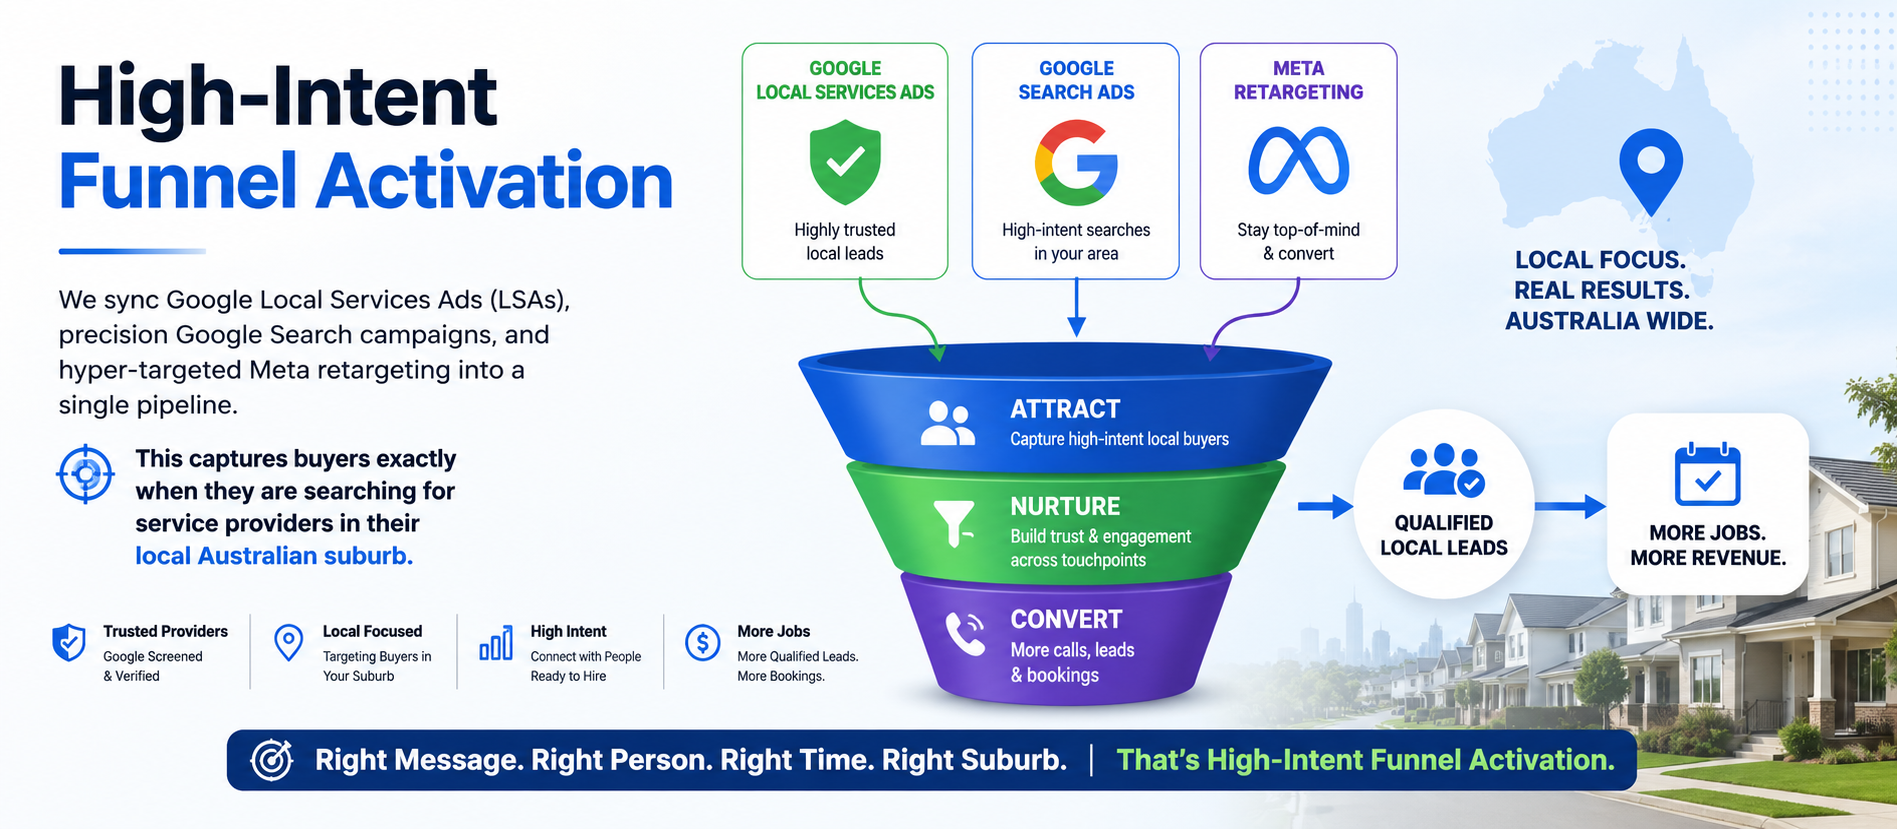 High-Intent
Funnel Activation
We sync Google Local Services Ads (LSAs),
precision Google Search campaigns, and
hyper-targeted Meta retargeting into a
single pipeline.
This captures buyers exactly
when they are searching for
service providers in their
local Australian suburb.
Trusted Providers
Google Screened
& Verified
Local Focused
Targeting Buyers in
Your Suburb
High Intent
Connect with People
Ready to Hire
More Jobs
More Qualified Leads.
More Bookings.
GOOGLE
LOCAL SERVICES ADS
Highly trusted
local leads
GOOGLE
SEARCH ADS
High-intent searches
in your area
META
RETARGETING
Stay top-of-mind
& convert
ATTRACT
Capture high-intent local buyers
NURTURE
Build trust & engagement
across touchpoints
CONVERT
More calls, leads
& bookings
LOCAL FOCUS.
REAL RESULTS.
AUSTRALIA WIDE.
QUALIFIED
LOCAL LEADS
MORE JOBS.
MORE REVENUE.
Right Message. Right Person. Right Time. Right Suburb. | That's High-Intent Funnel Activation.